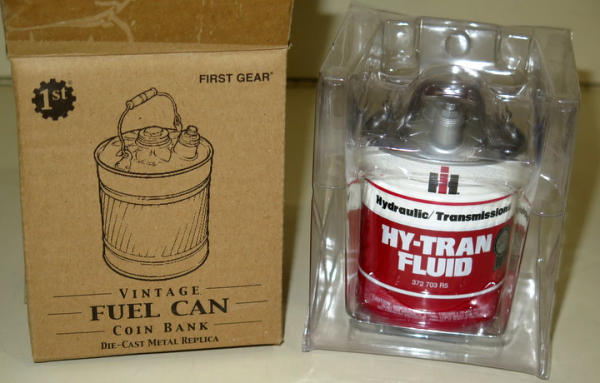 1st
FIRST GEAR®
VINTAGE
FUEL CAN
COIN BANK
DIE-CAST METAL REPLICA
IH
Hydraulic/Transmission
HY-TRAN
FLUID
372 703 R5